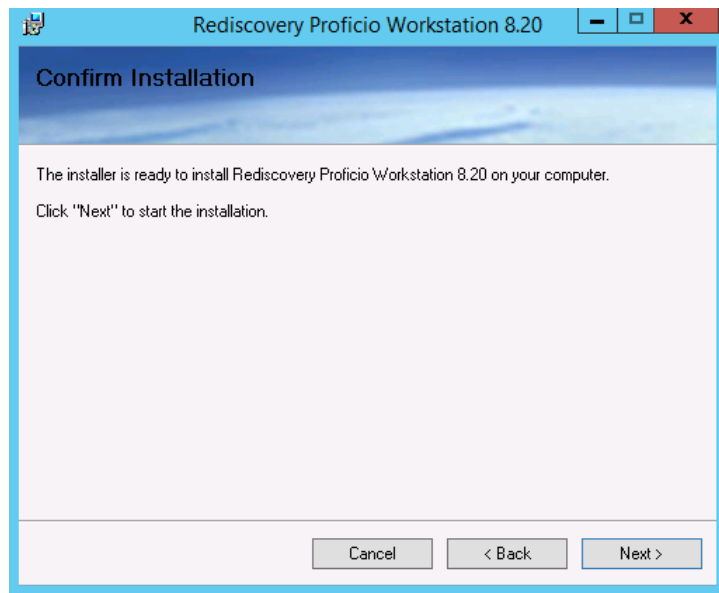 Rediscovery Proficio Workstation 8.20
Confirm Installation
The installer is ready to install Rediscovery Proficio Workstation 8.20 on your computer.
Click "Next" to start the installation.
Cancel
< Back
Next >